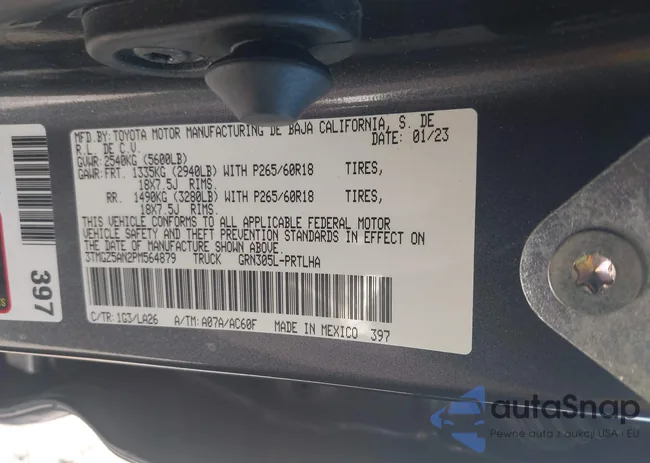 MFD.BY: TOYOTA MOTOR MANUFACTURING DE BAJA CALIFORNIA, S. DE
R.L. DE C.V. DATE: 01/23
GVWR: 2540KG (5600LB)
GAWR: FRT. 1335KG (2940LB) WITH P265/60R18 TIRES,
18X7.5J RIMS.
RR. 1490KG (3280LB) WITH P265/60R18 TIRES,
18X7.5J RIMS.
THIS VEHICLE CONFORMS TO ALL APPLICABLE FEDERAL MOTOR
VEHICLE SAFETY AND THEFT PREVENTION STANDARDS IN EFFECT ON
THE DATE OF MANUFACTURE SHOWN ABOVE.
3TMGZ5AN2PM564879 TRUCK GRN305L-PRTLHA
C/TR: 1G3/LA26 A/TM: A07A/AC60F MADE IN MEXICO 397
397
autaSnap
Pewne auta z aukcji USA i EU